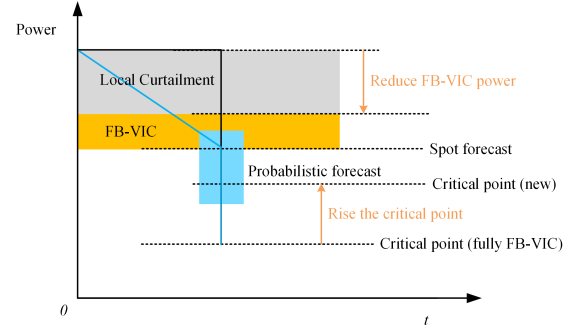 Power
Local Curtailment
Reduce FB-VIC power
FB-VIC
Spot forecast
Probabilistic forecast
Critical point (new)
Rise the critical point
Critical point (fully FB-VIC)
0
t